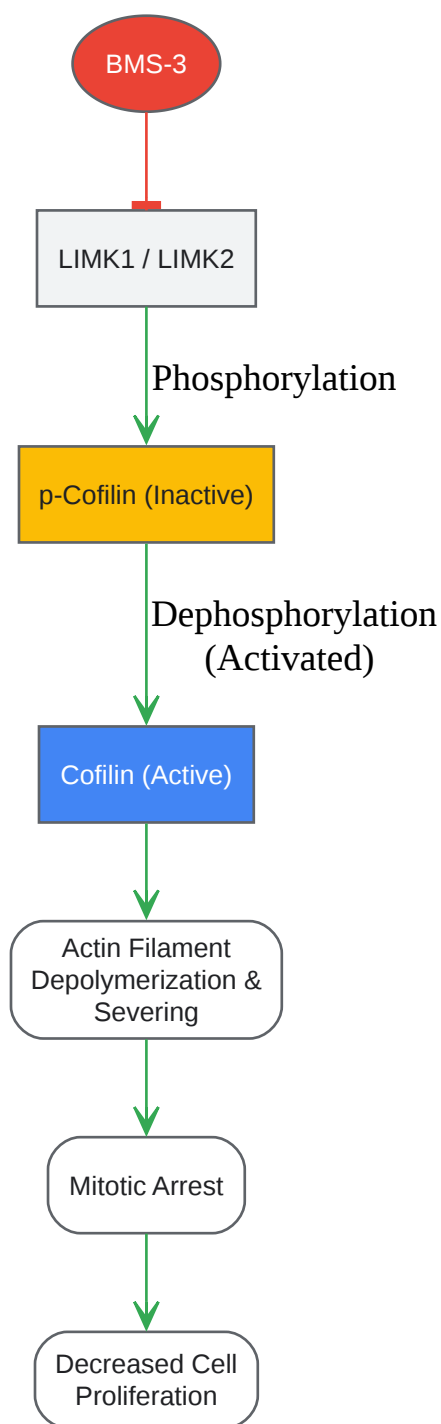 BMS-3
LIMK1 / LIMK2
Phosphorylation
p-Cofilin (Inactive)
Dephosphorylation
(Activated)
Cofilin (Active)
Actin Filament
Depolymerization &
Severing
Mitotic Arrest
Decreased Cell
Proliferation